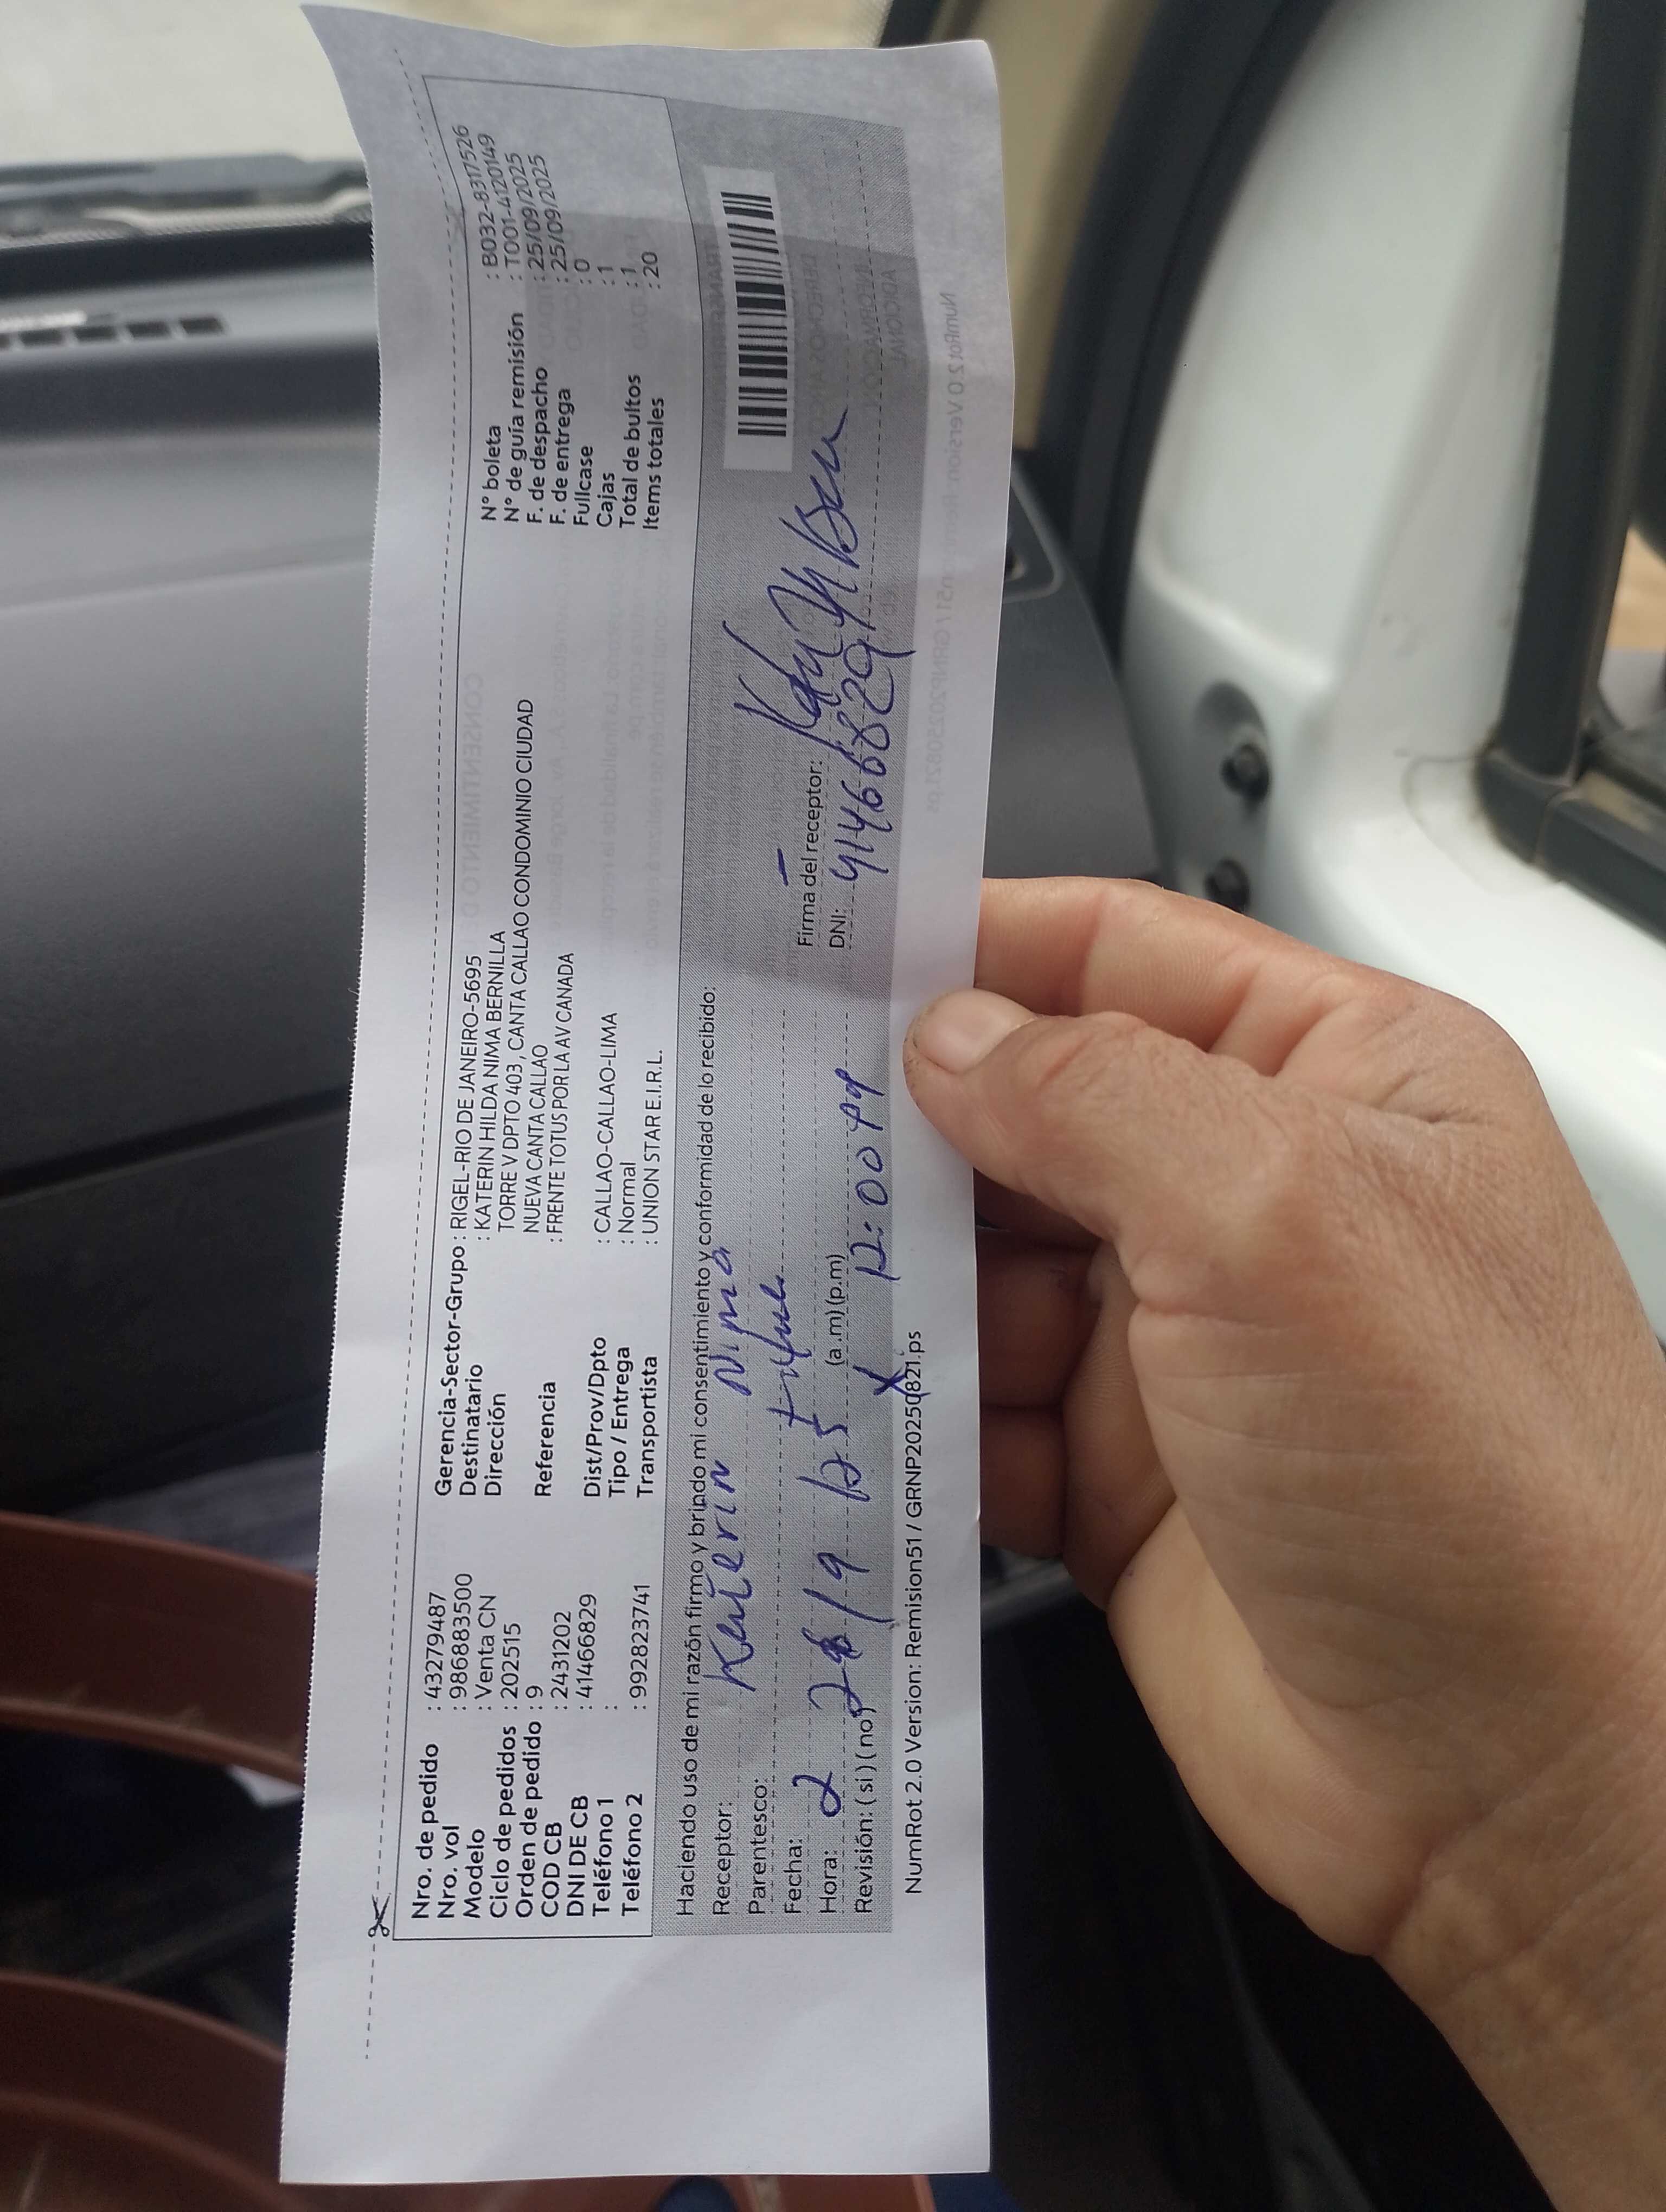 Nro. de pedido : 43279487
Nro. vol : 986883500
Modelo : Venta CN
Ciclo de pedidos : 202515
Orden de pedido : 9
COD CB : 2431202
DNI DE CB : 41466829
Teléfono 1 :
Teléfono 2 : 992823741
Gerencia-Sector-Grupo : RIGEL-RIO DE JANEIRO-5695
Destinatario : KATERIN HILDA NIMA BERNILLA
Dirección TORRE V DPTO 403 , CANTA CALLAO CONDOMINIO CIUDAD
NUEVA CANTA CALLAO
Referencia : FRENTE TOTUS POR LA AV CANADA
Dist/Prov/Dpto : CALLAO-CALLAO-LIMA
Tipo / Entrega : Normal
Transportista : UNION STAR E.I.R.L.
N° boleta : B032-8317526
N° de guía remisión : T001-4120149
F. de despacho : 25/09/2025
F. de entrega : 25/09/2025
Fullcase : 0
Cajas : 1
Total de bultos : 1
Items totales : 20
Haciendo uso de mi razón firmo y brindo mi consentimiento y conformidad de lo recibido:
Receptor: Katerin Nima
Parentesco:
Fecha:
Hora: (a.m) (p.m) 12:00
Revisión: (si) (no)
Firma del receptor:
DNI: 41466829
NumRot 2.0 Version: Remision51 / GRNP20250821.ps